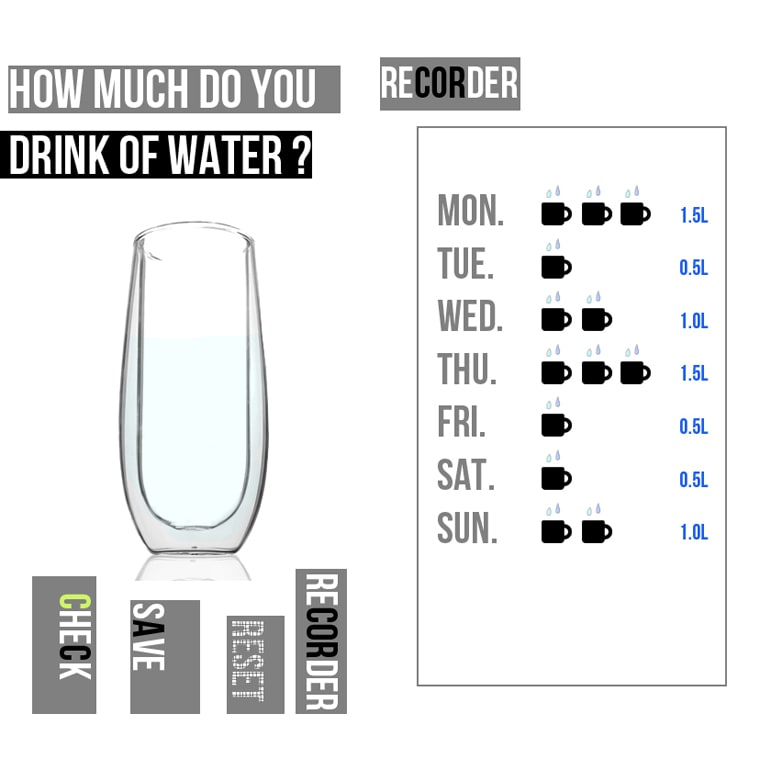 HOW MUCH DO YOU
DRINK OF WATER ?
CHECK
SAVE
RESET
RECORDER
RECORDER
MON. 1.5L
TUE. 0.5L
WED. 1.0L
THU. 1.5L
FRI. 0.5L
SAT. 0.5L
SUN. 1.0L